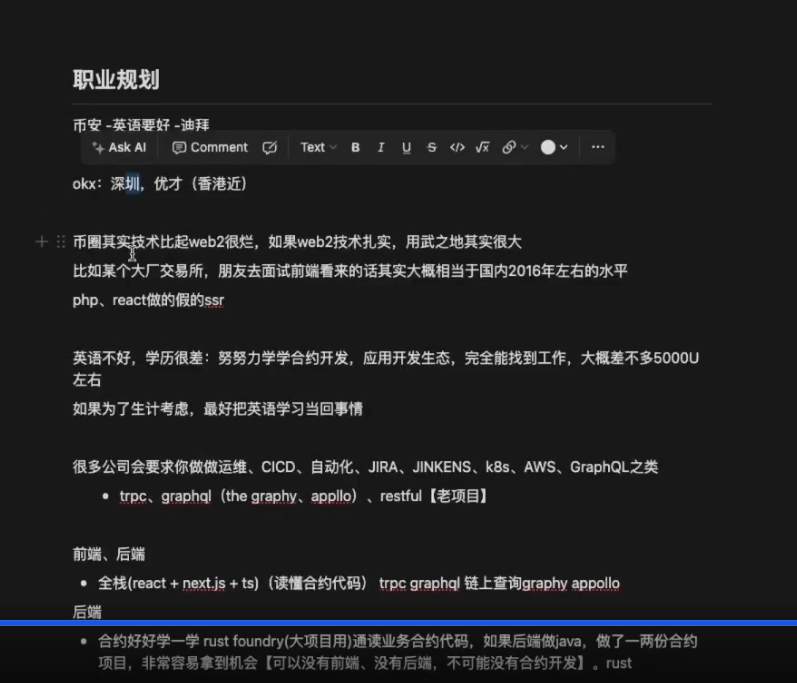 职业规划
币安 -英语要好 -迪拜
Ask AI Comment Text B I U S </> √x
okx：深圳，优才（香港近）
币圈其实技术比起web2很烂，如果web2技术扎实，用武之地其实很大
比如某个大厂交易所，朋友去面试前端看来的话其实大概相当于国内2016年左右的水平
php、react做的假的ssr
英语不好，学历很差：努努力学学合约开发，应用开发生态，完全能找到工作，大概差不多5000U
左右
如果为了生计考虑，最好把英语学习当回事情
很多公司会要求你做做运维、CICD、自动化、JIRA、JINKENS、k8s、AWS、GraphQL之类
• trpc、graphql（the graphy、appllo）、restful【老项目】
前端、后端
• 全栈(react + next.js + ts)（读懂合约代码） trpc graphql 链上查询graphy appollo
后端
• 合约好好学一学 rust foundry(大项目用)通读业务合约代码，如果后端做java，做了一两份合约
项目，非常容易拿到机会【可以没有前端、没有后端，不可能没有合约开发】。rust